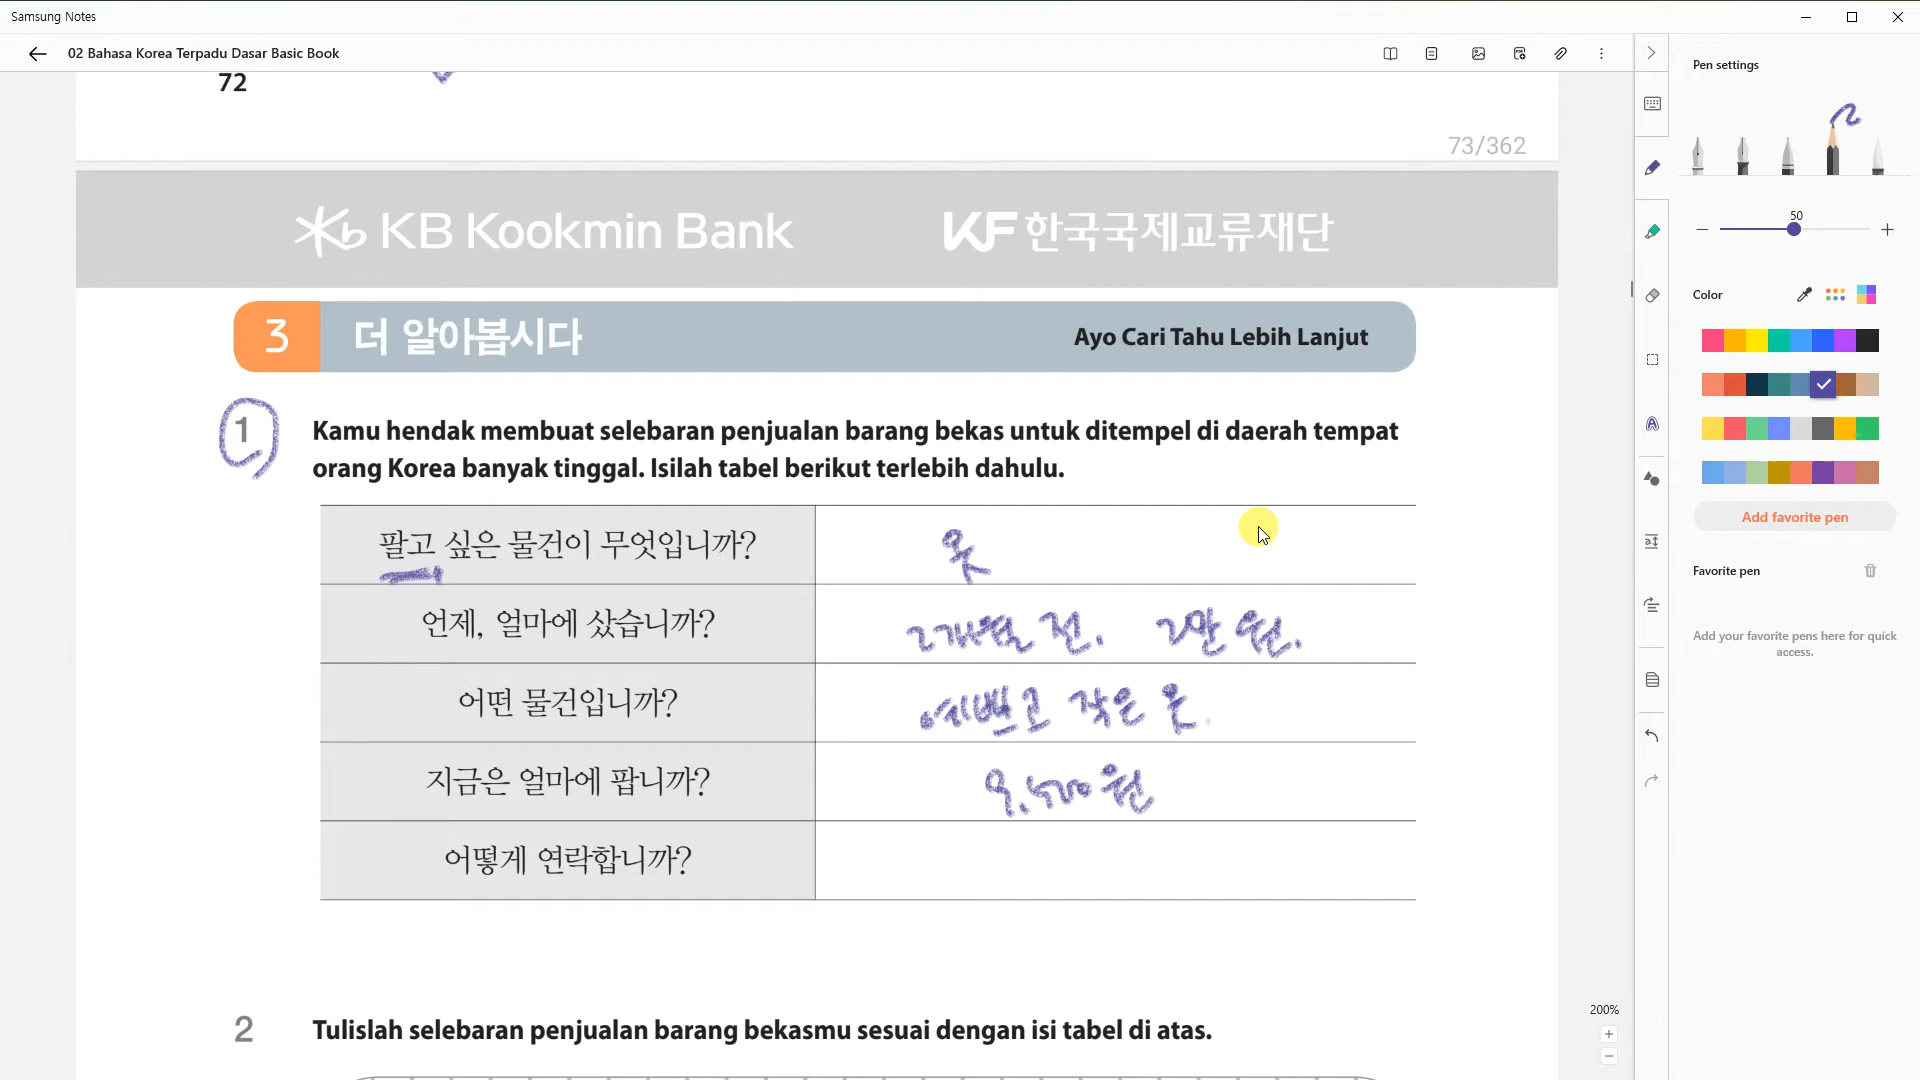 Samsung Notes
02 Bahasa Korea Terpadu Dasar Basic Book
72
73/362
KB Kookmin Bank
KF 한국국제교류재단
3 더 알아봅시다 Ayo Cari Tahu Lebih Lanjut
1 Kamu hendak membuat selebaran penjualan barang bekas untuk ditempel di daerah tempat
orang Korea banyak tinggal. Isilah tabel berikut terlebih dahulu.
팔고 싶은 물건이 무엇입니까? 옷
언제, 얼마에 샀습니까? 2개월 전. 2만 원.
어떤 물건입니까? 예쁘고 작은 옷.
지금은 얼마에 팝니까? 9,500원
어떻게 연락합니까?
2 Tulislah selebaran penjualan barang bekasmu sesuai dengan isi tabel di atas.
200%
Pen settings
50
Color
Add favorite pen
Favorite pen
Add your favorite pens here for quick
access.